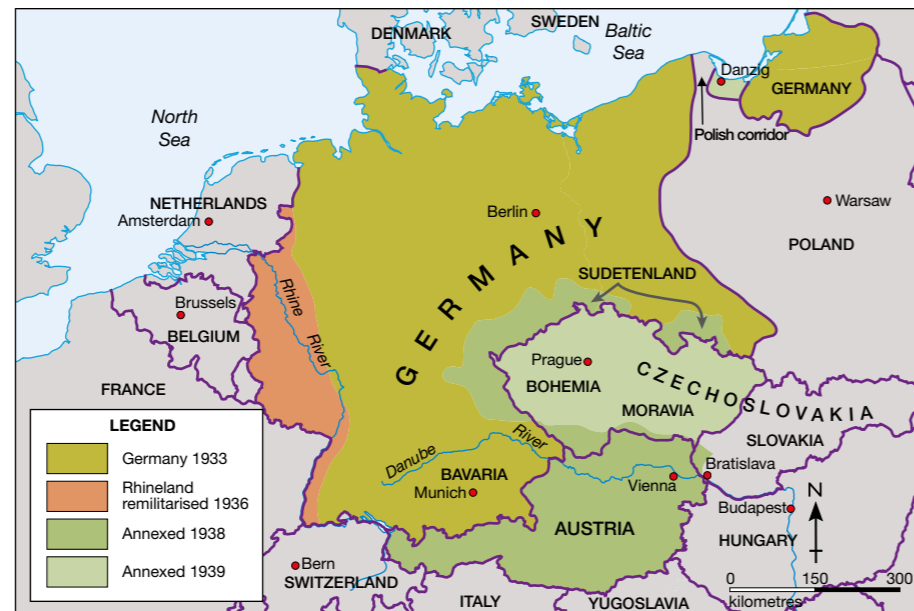 SWEDEN
DENMARK
Baltic
Sea
Danzig
GERMANY
North
Sea
Polish corridor
NETHERLANDS
Amsterdam
Berlin
Warsaw
POLAND
GERMANY
SUDETENLAND
Rhine
River
Brussels
BELGIUM
Prague
BOHEMIA
CZECHOSLOVAKIA
MORAVIA
FRANCE
SLOVAKIA
LEGEND
Germany 1933
Rhineland
remilitarised 1936
Annexed 1938
Annexed 1939
Danube
River
BAVARIA
Munich
Vienna
Bratislava
Budapest
N
AUSTRIA
HUNGARY
Bern
SWITZERLAND
ITALY
YUGOSLAVIA
0 150 300
kilometres